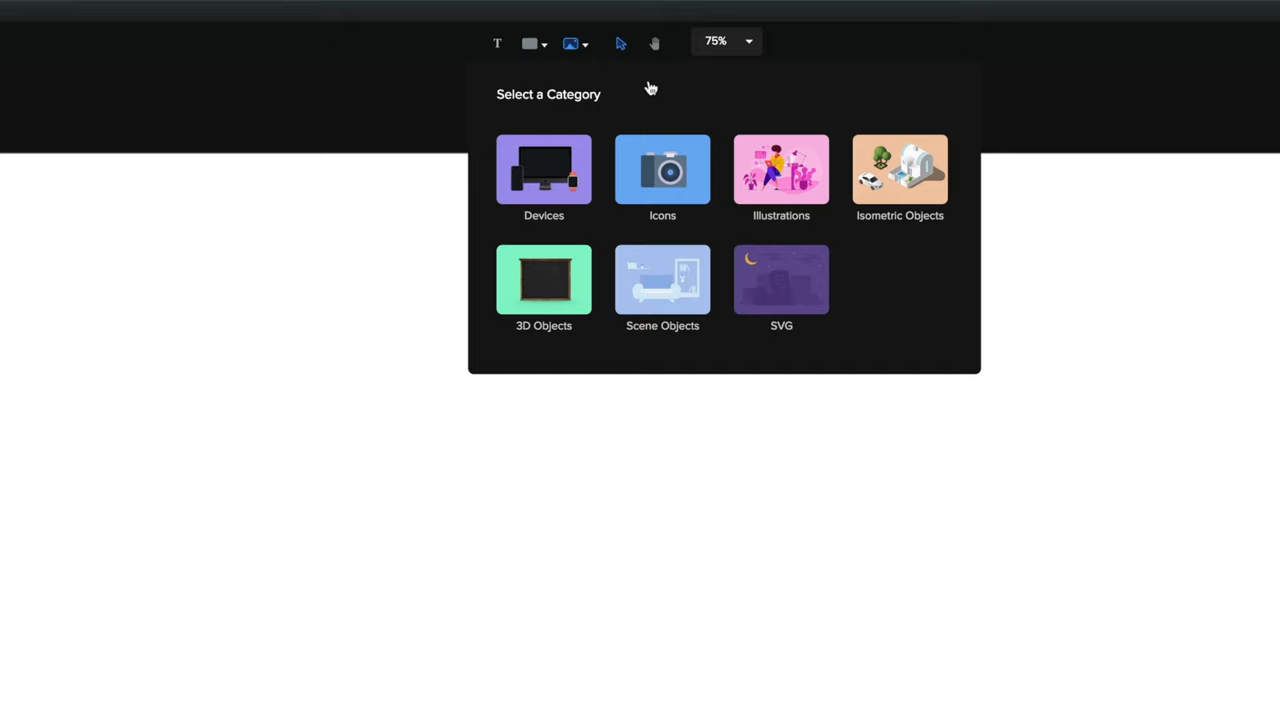 T
75%
Select a Category
Devices
Icons
Illustrations
Isometric Objects
3D Objects
Scene Objects
SVG